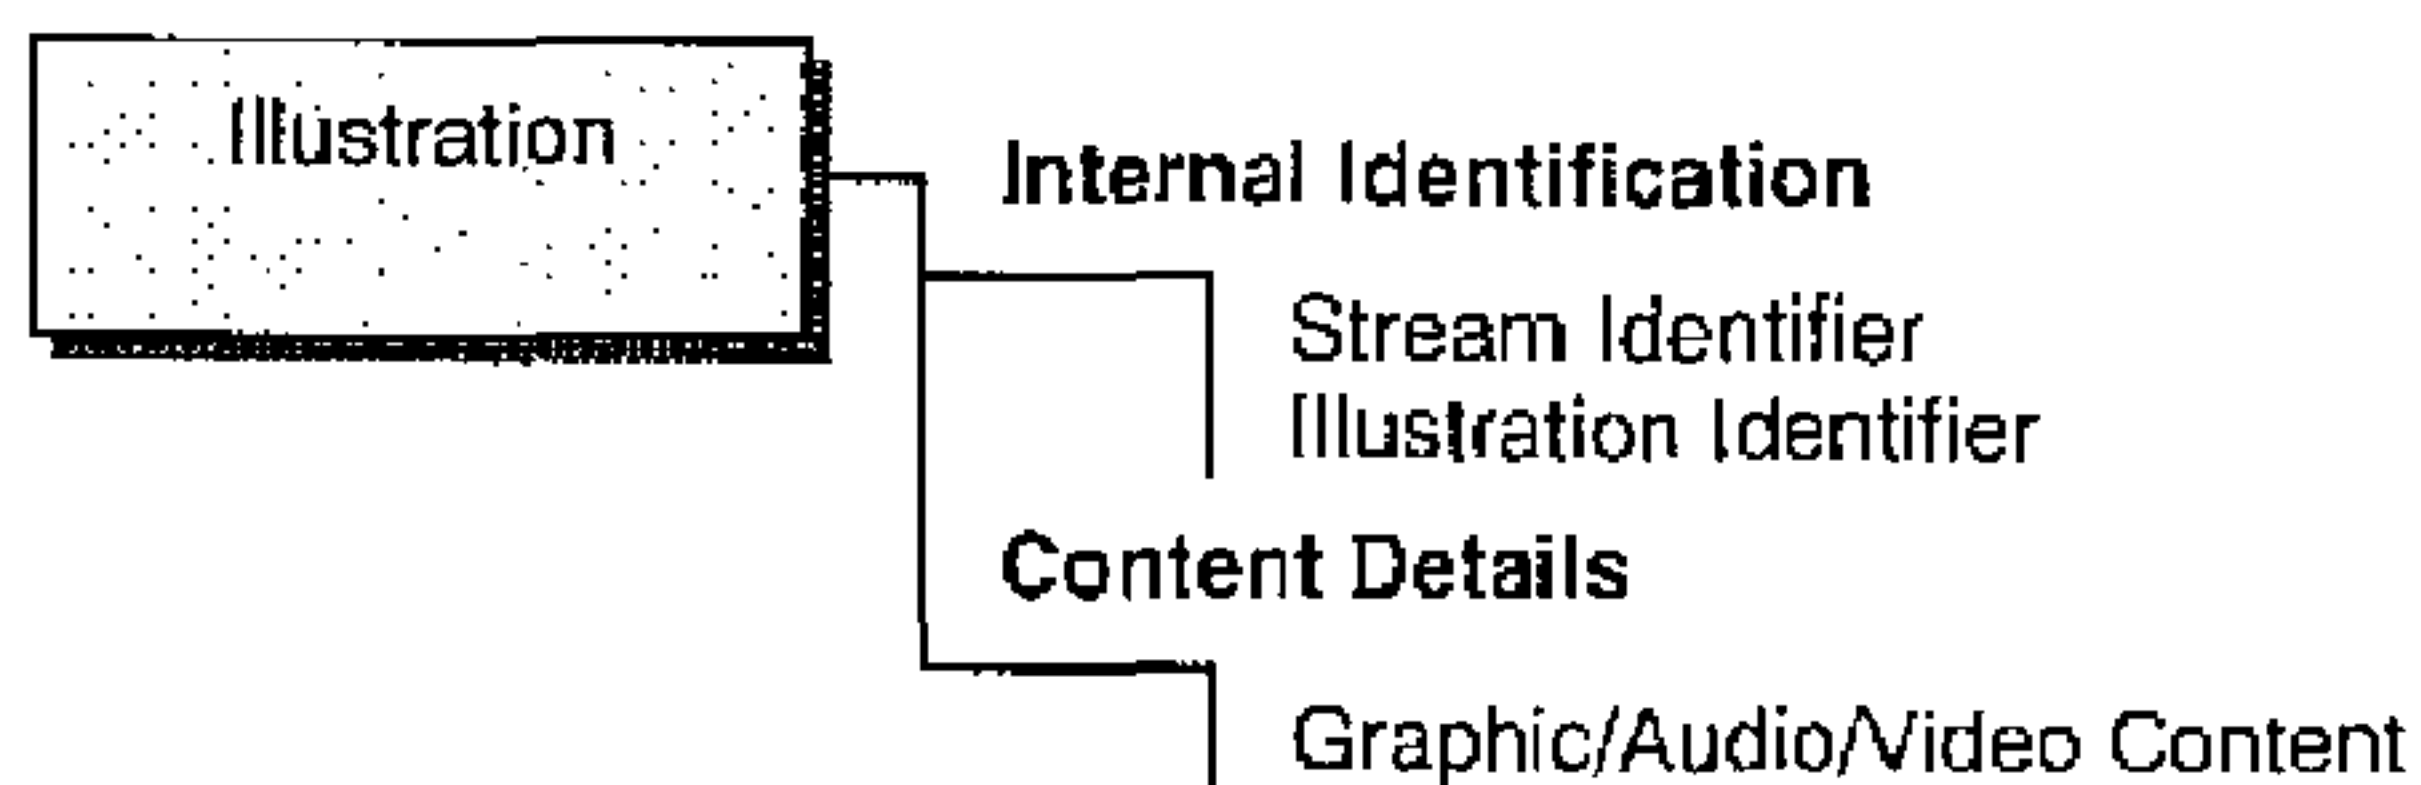 Illustration
Internal Identification
Stream Identifier
Illustration Identifier
Content Details
Graphic/Audio/Video Content